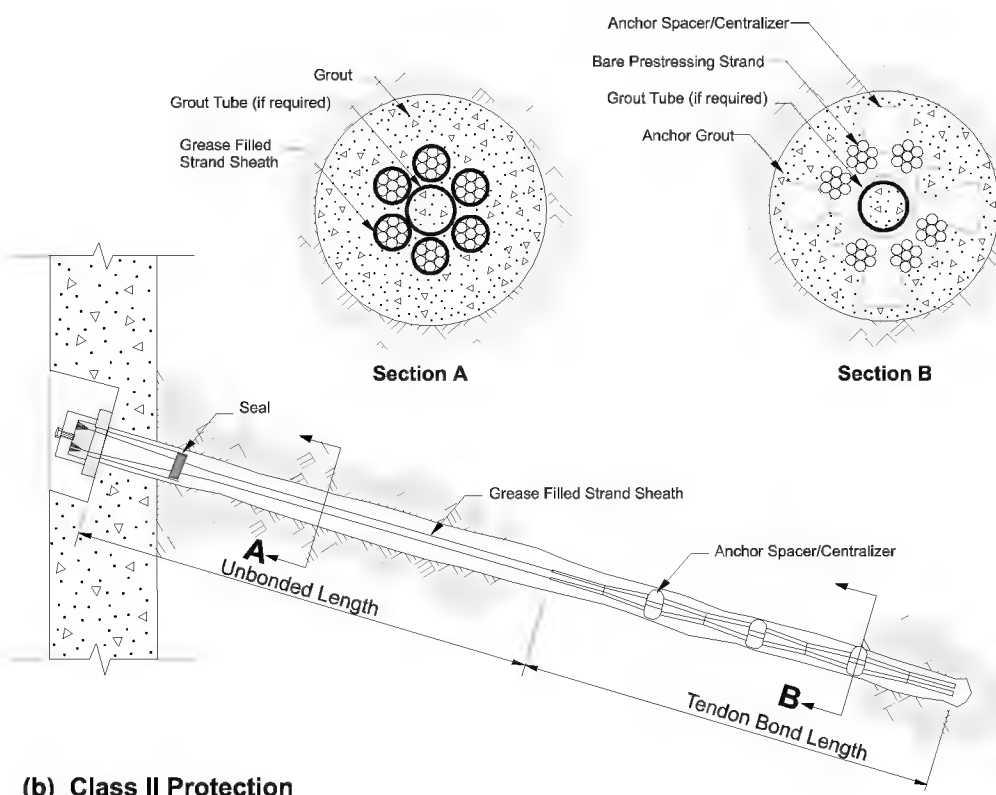 Anchor Spacer/Centralizer
Bare Prestressing Strand
Grout
Grout Tube (if required)
Grout Tube (if required)
Anchor Grout
Grease Filled
Strand Sheath
Section A
Section B
Seal
Grease Filled Strand Sheath
A
Anchor Spacer/Centralizer
Unbonded Length
B
Tendon Bond Length
(b) Class II Protection